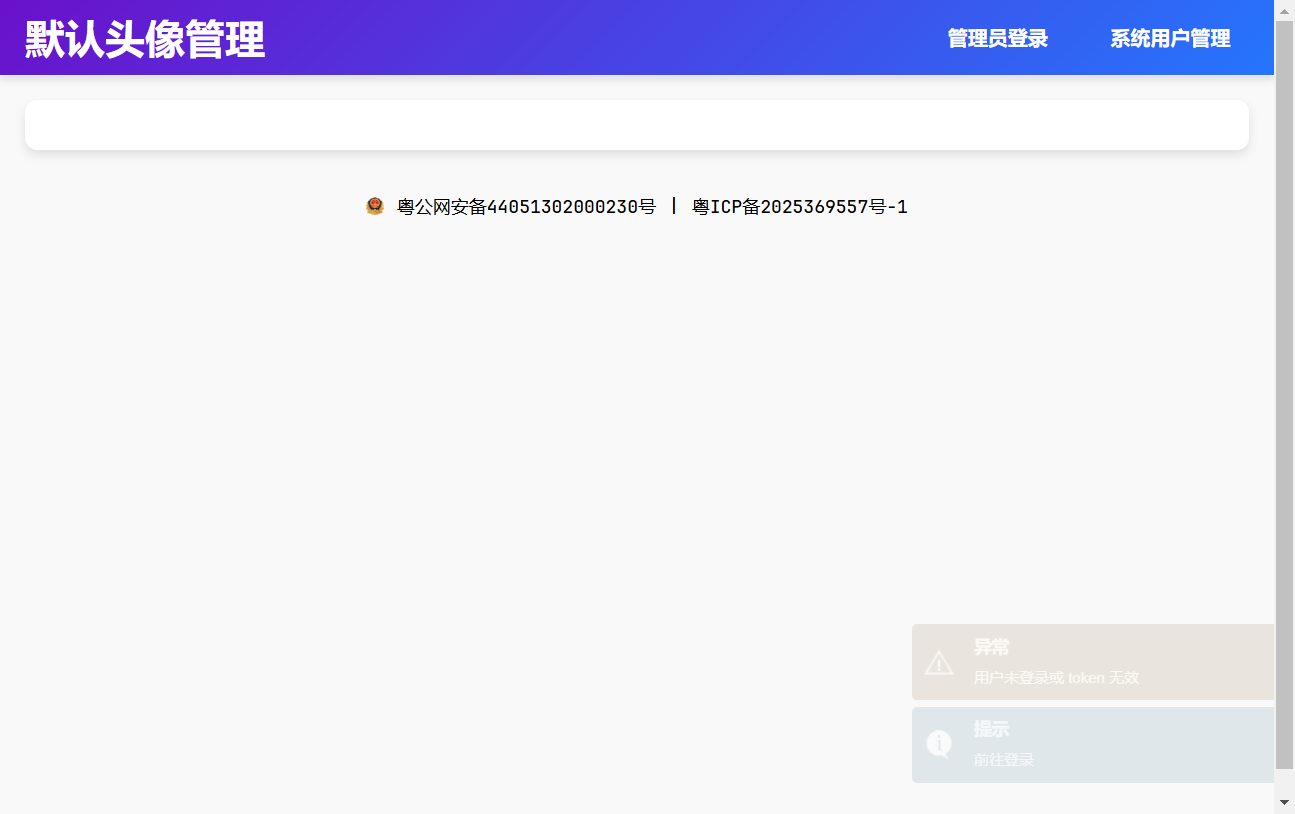 默认头像管理
管理员登录 系统用户管理
粤公网安备44051302000230号 | 粤ICP备2025369557号-1
异常
用户未登录或 token 无效
提示
前往登录